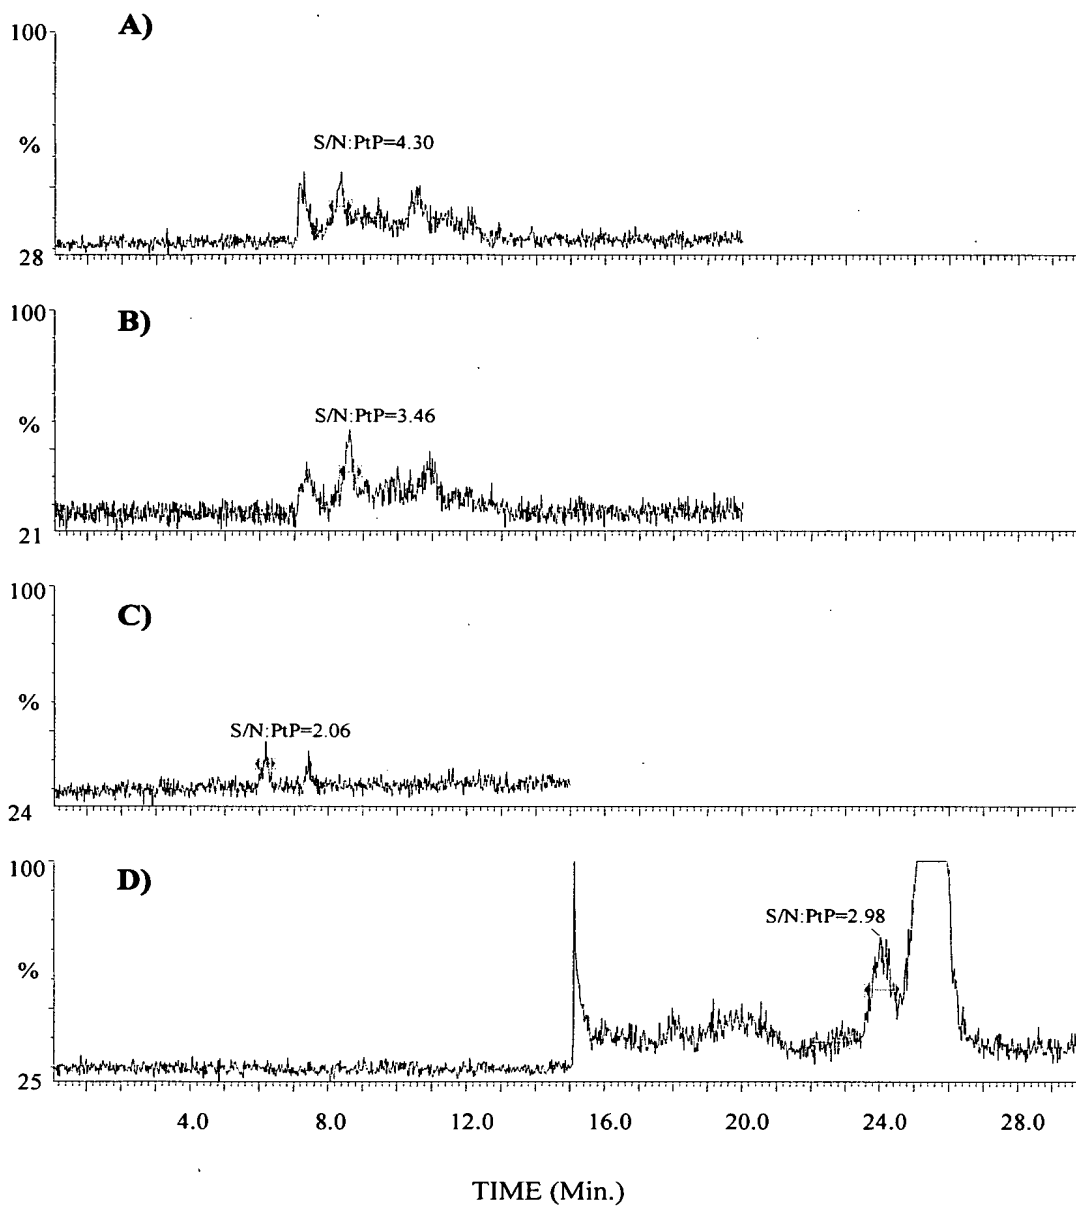 A)
100
%
S/N:PtP=4.30
28
B)
100
%
S/N:PtP=3.46
21
C)
100
%
S/N:PtP=2.06
24
D)
100
%
S/N:PtP=2.98
25
4.0 8.0 12.0 16.0 20.0 24.0 28.0
TIME (Min.)